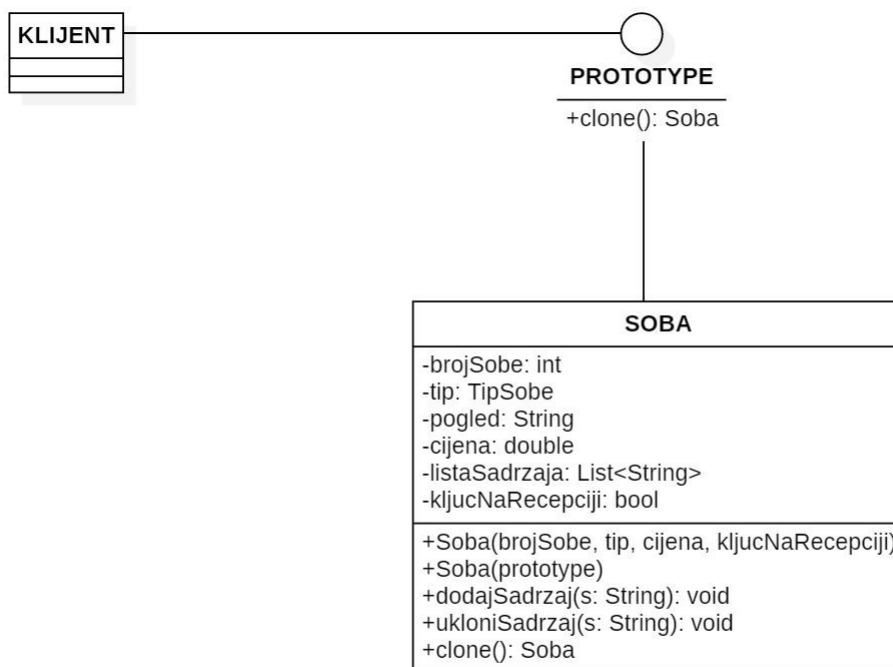 KLIJENT
PROTOTYPE
+clone(): Soba
SOBA
-brojSobe: int
-tip: TipSobe
-pogled: String
-cijena: double
-listaSadrzaja: List<String>
-kljucNaRecepciji: bool
+Soba(brojSobe, tip, cijena, kljucNaRecepciji)
+Soba(prototype)
+dodajSadrzaj(s: String): void
+ukloniSadrzaj(s: String): void
+clone(): Soba